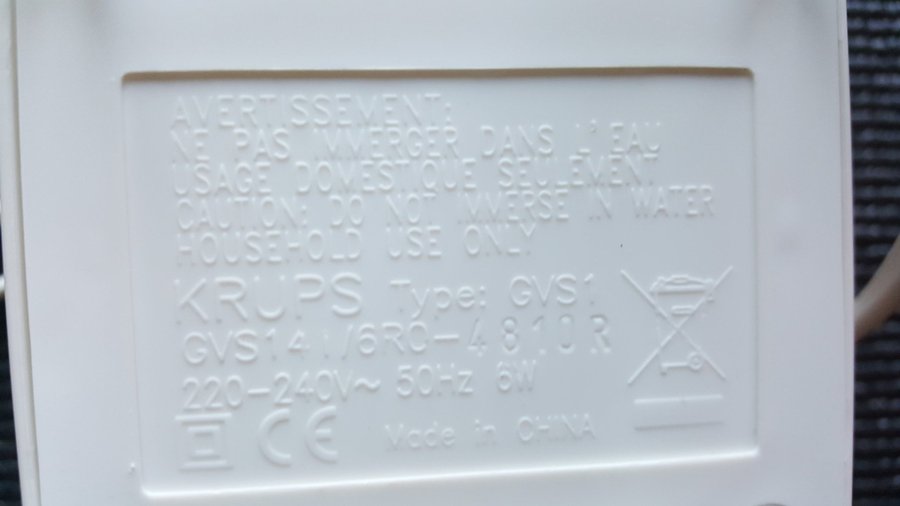 AVERTISSEMENT:
NE PAS IMMERGER DANS L'EAU
USAGE DOMESTIQUE SEULEMENT
CAUTION: DO NOT IMMERSE IN WATER
HOUSEHOLD USE ONLY
KRUPS Type: GVS1
GVS141/6R0-4810R
220-240V~ 50Hz 6W
CE Made in CHINA